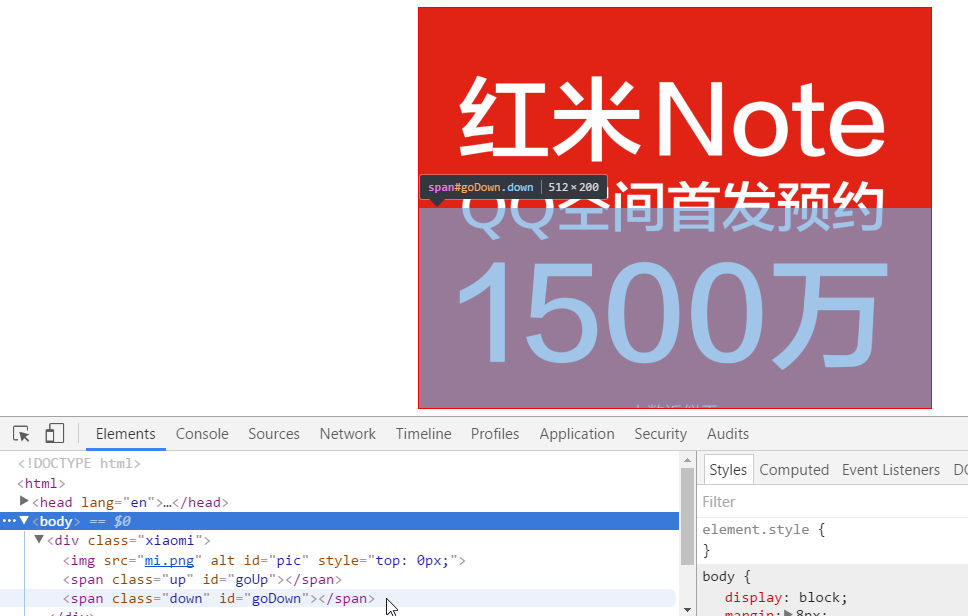 红米Note
span#goDown.down 512 × 200
QQ空间首发预约
1500万
Elements Console Sources Network Timeline Profiles Application Security Audits
<!DOCTYPE html>
<html>
<head lang="en">…</head>
<body> == $0
<div class="xiaomi">
<img src="mi.png" alt id="pic" style="top: 0px;">
<span class="up" id="goUp"></span>
<span class="down" id="goDown"></span>
</div>
Styles Computed Event Listeners
Filter
element.style {
}
body {
display: block;
margin: 8px;